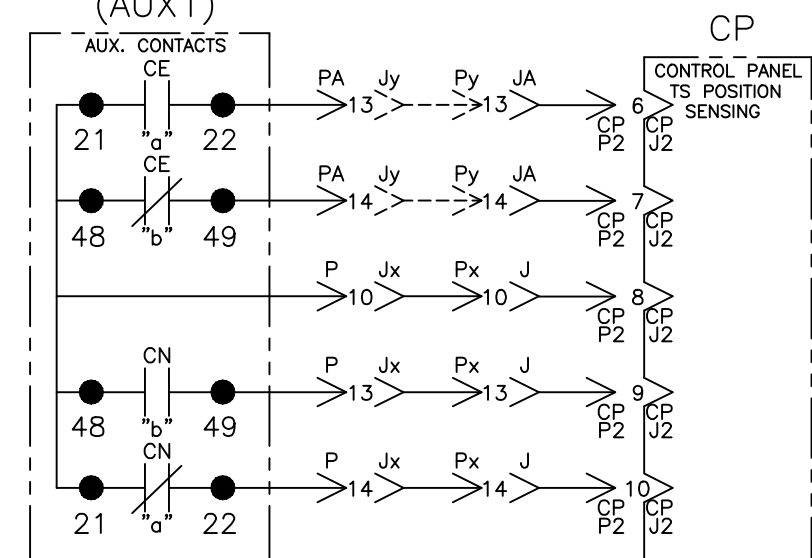 (AUX1)
AUX. CONTACTS
CP
CONTROL PANEL
TS POSITION
SENSING
CE
PA Jy Py JA
13 13 6
21 "a" 22
CP CP
P2 J2
CE
PA Jy Py JA
14 14 7
48 "b" 49
CP CP
P2 J2
P Jx Px J
10 10 8
CP CP
P2 J2
CN
P Jx Px J
13 13 9
48 "b" 49
CP CP
P2 J2
CN
P Jx Px J
14 14 10
21 "a" 22
CP CP
P2 J2